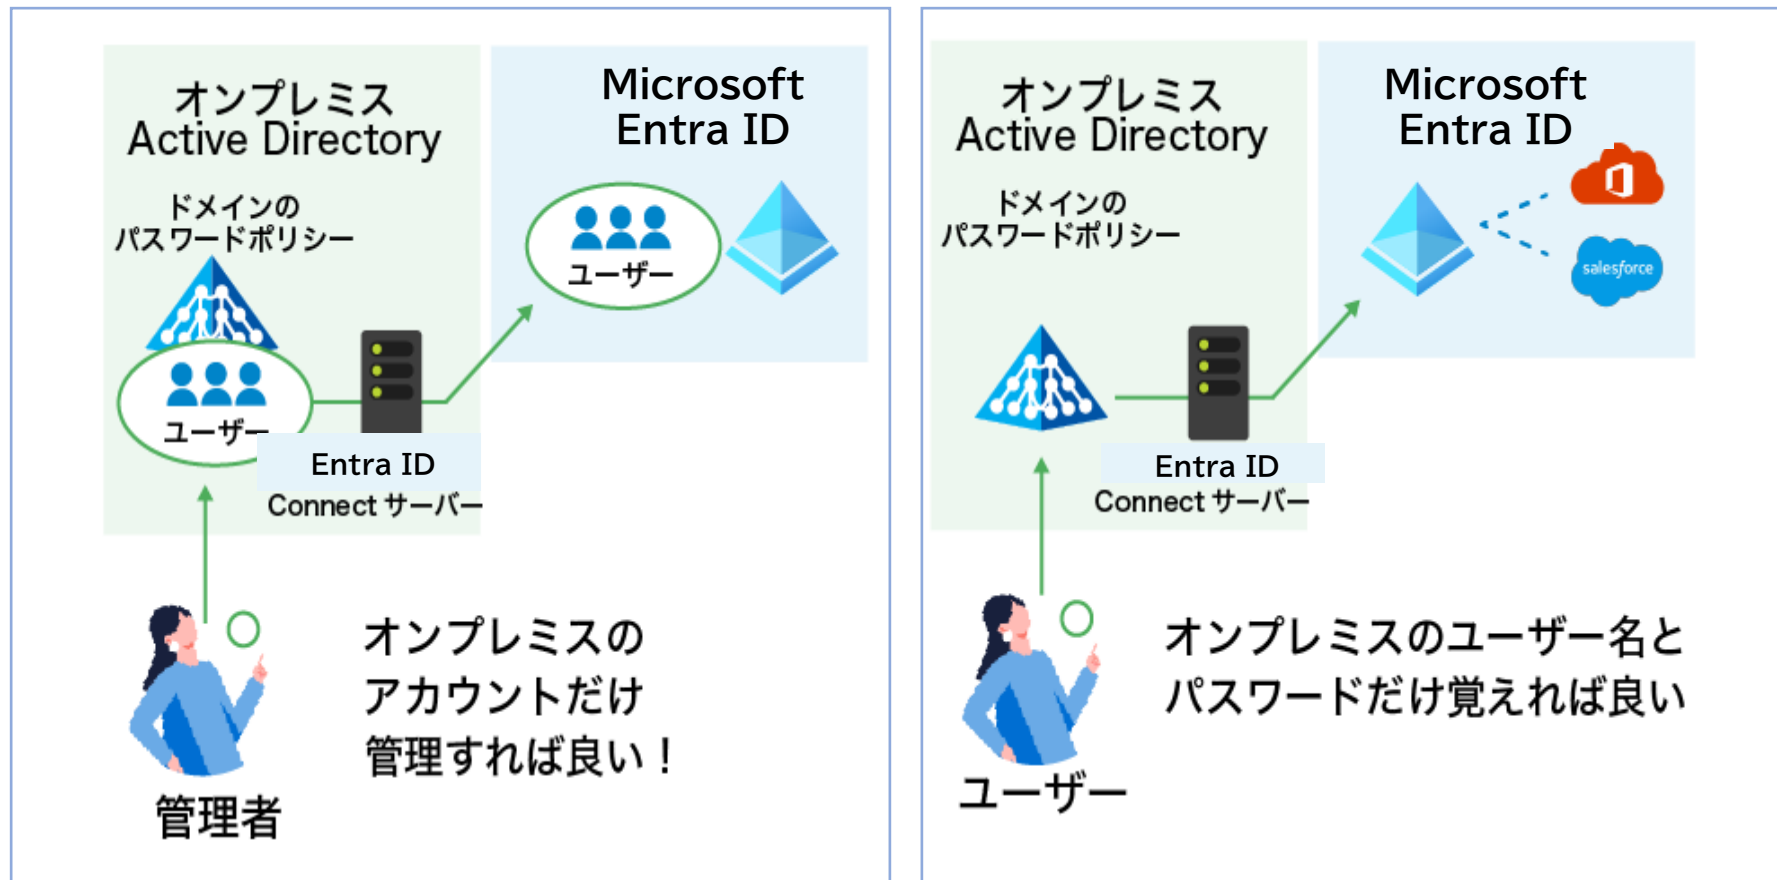 オンプレミス
Active Directory
ドメインの
パスワードポリシー
ユーザー
Entra ID
Connect サーバー
Microsoft
Entra ID
ユーザー
オンプレミスの
アカウントだけ
管理すれば良い！
管理者
オンプレミス
Active Directory
ドメインの
パスワードポリシー
Entra ID
Connect サーバー
Microsoft
Entra ID
salesforce
オンプレミスのユーザー名と
パスワードだけ覚えれば良い
ユーザー